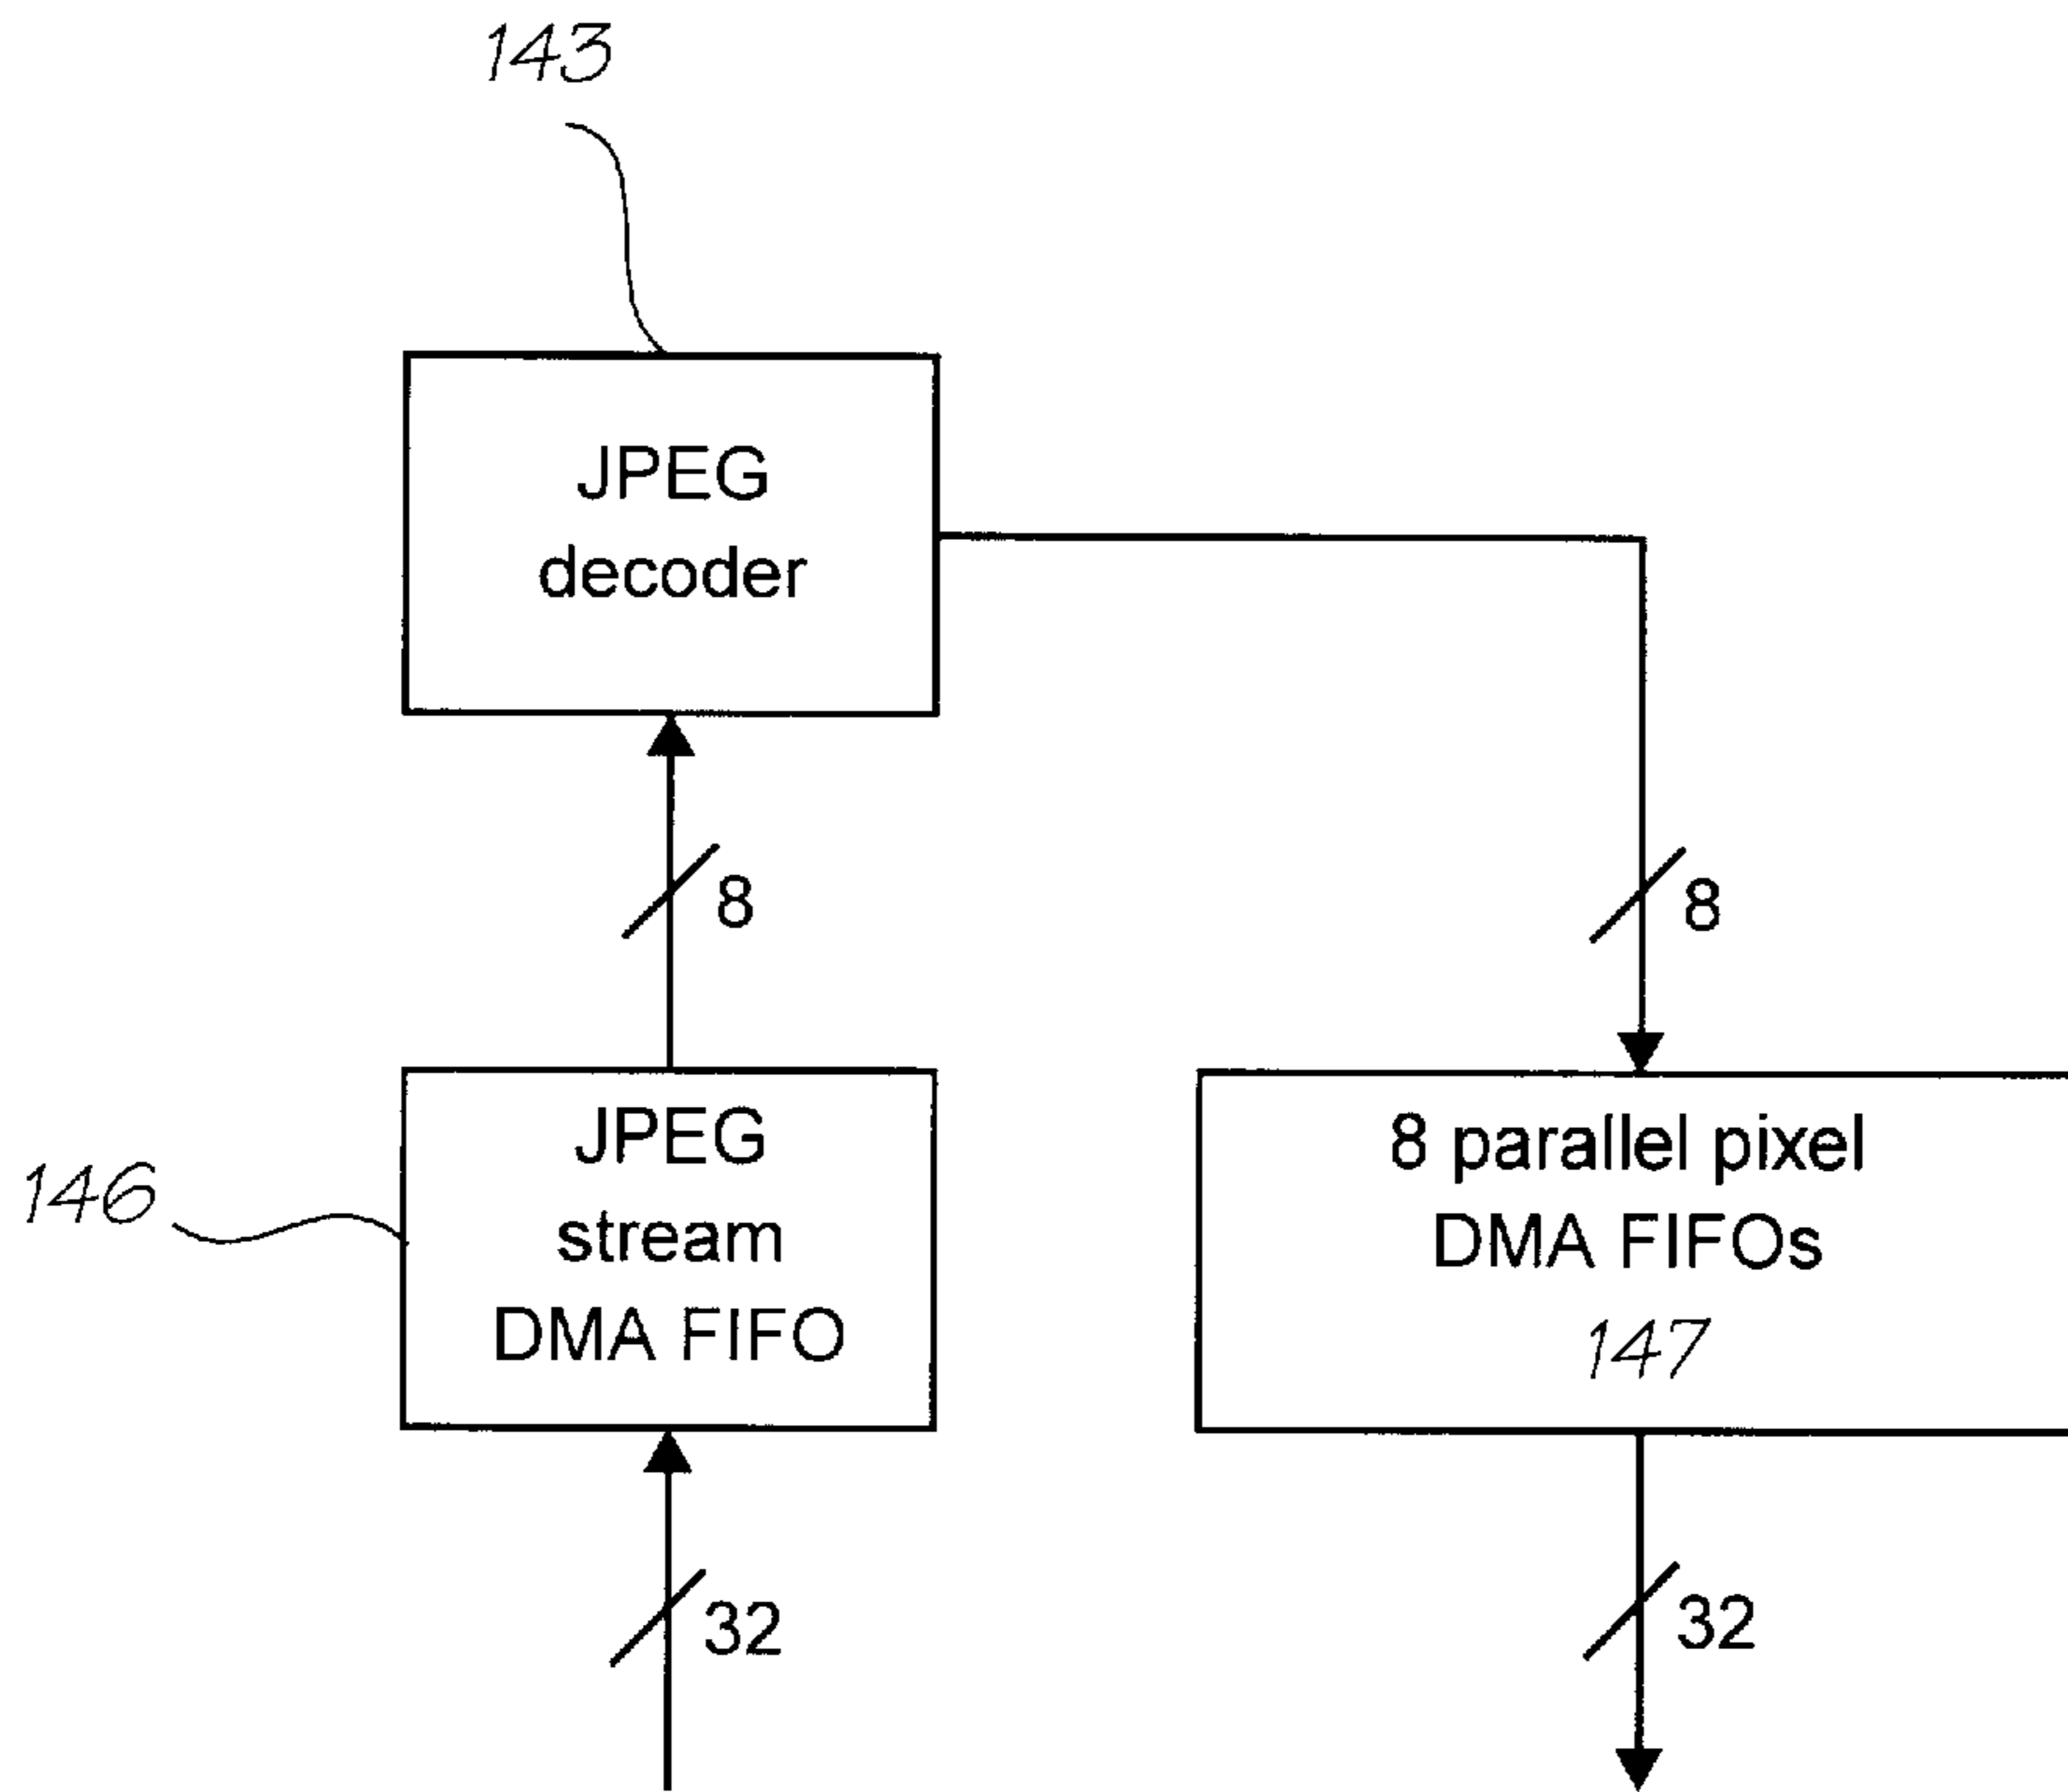 143
JPEG
decoder
8
8
146
JPEG
stream
DMA FIFO
8 parallel pixel
DMA FIFOs
147
32
32